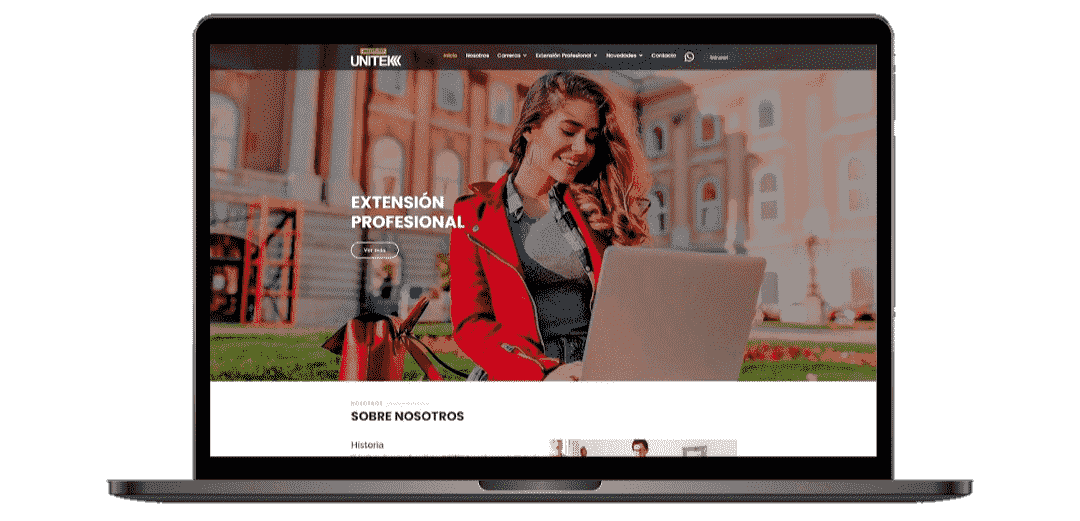 UNITEK
Inicio Nosotros Carreras Extensión Profesional Novedades Contacto Intranet
EXTENSIÓN
PROFESIONAL
Ver más
NOSOTROS
SOBRE NOSOTROS
Historia